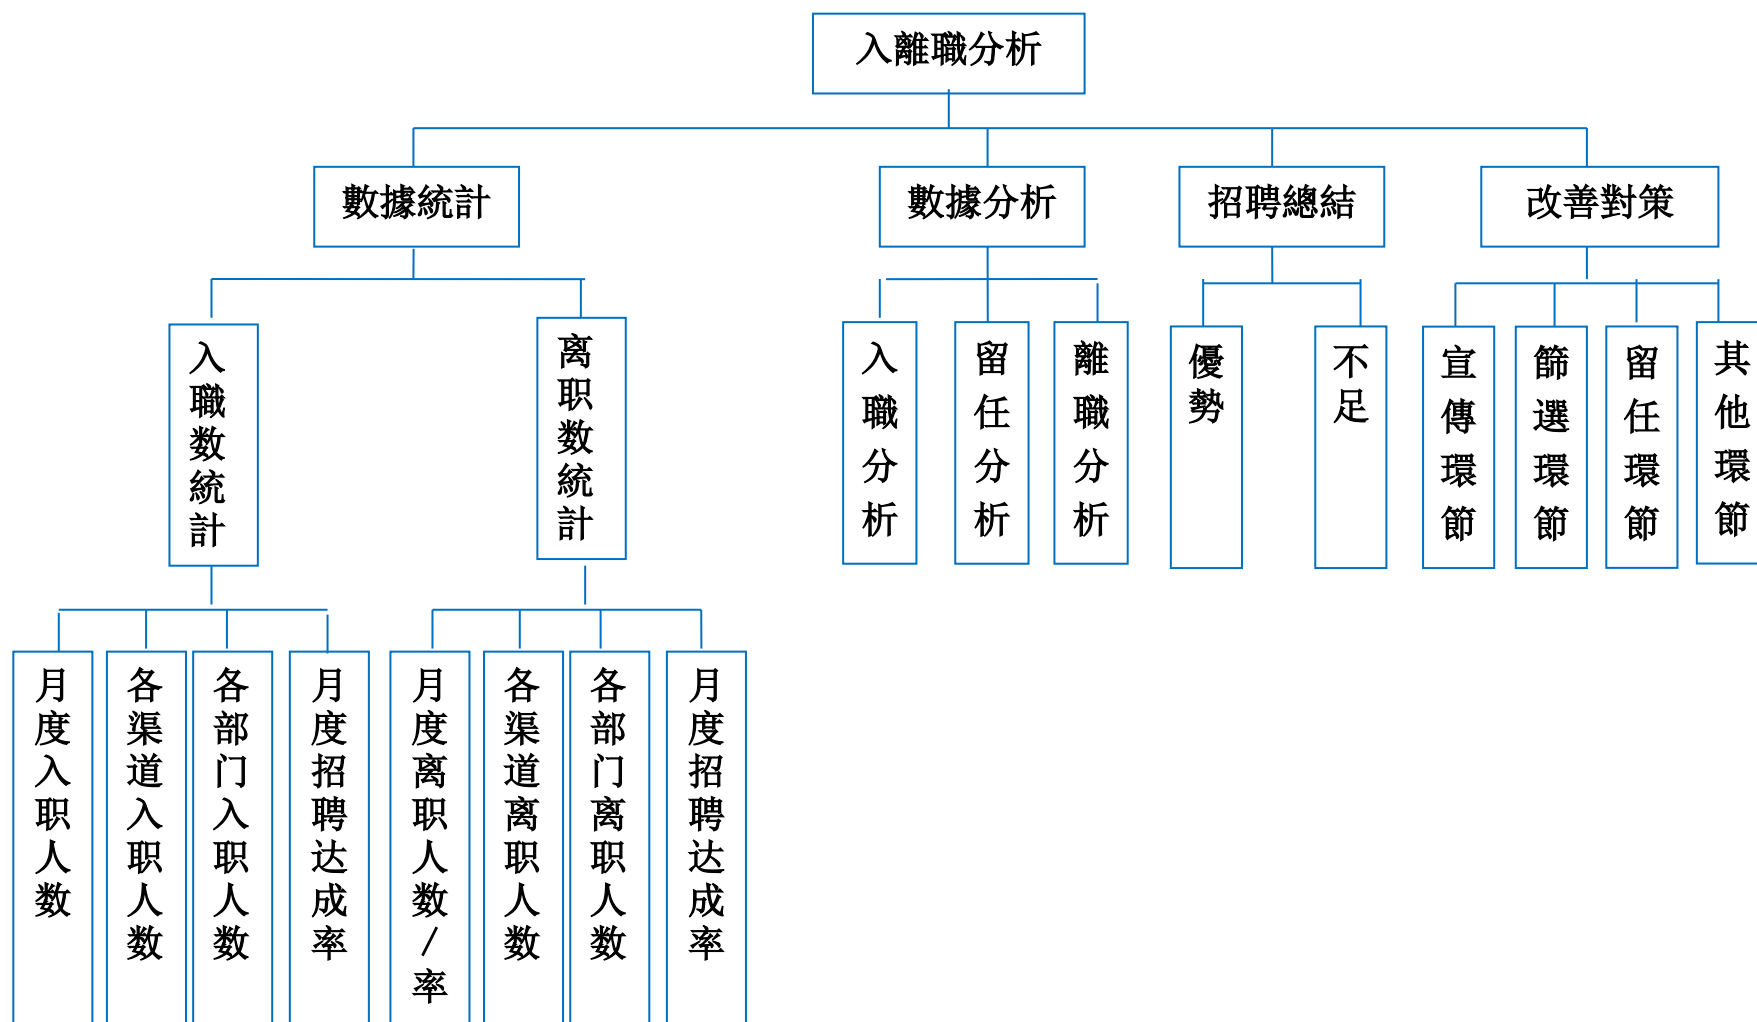 入離職分析
數據統計
數據分析
招聘總結
改善對策
入職数統計
离职数統計
入職分析
留任分析
離職分析
優勢
不足
宣傳環節
篩選環節
留任環節
其他環節
月度入职人数
各渠道入职人数
各部门入职人数
月度招聘达成率
月度离职人数/率
各渠道离职人数
各部门离职人数
月度招聘达成率